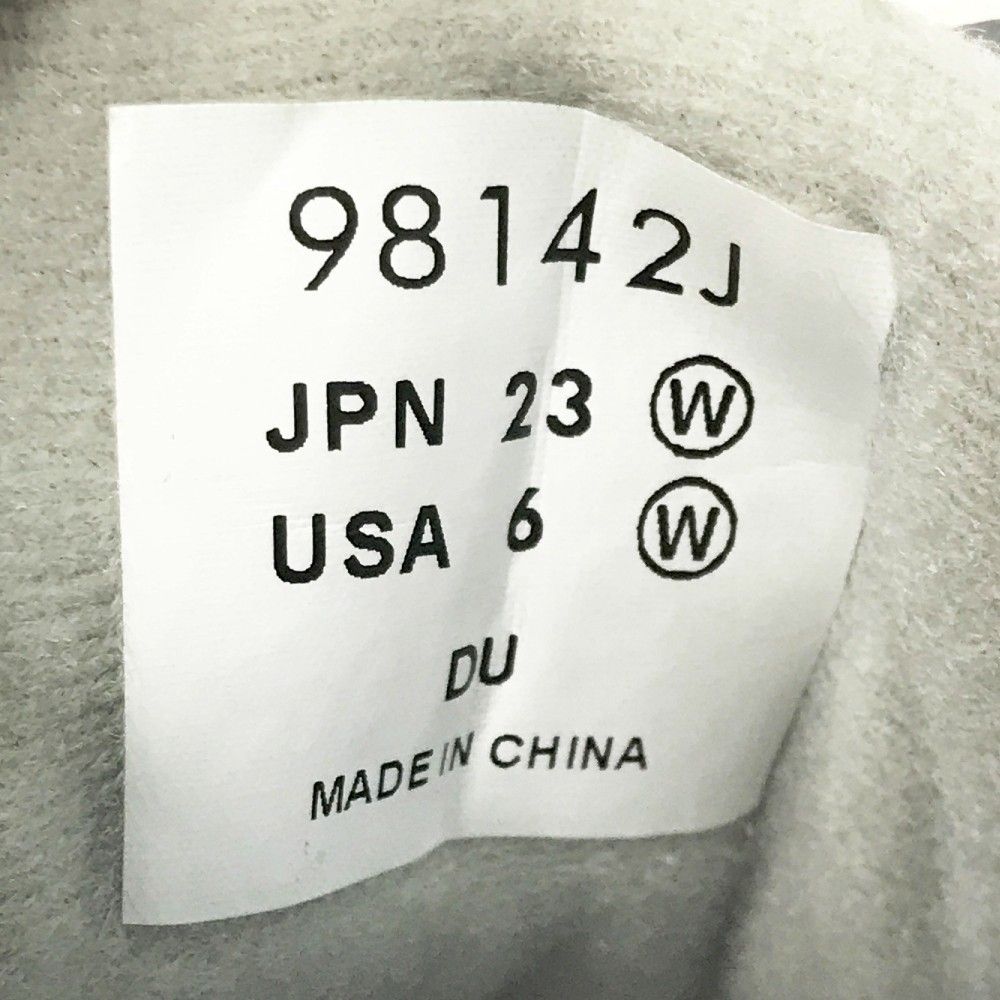 98142J
JPN 23 Ⓦ
USA 6 Ⓦ
DU
MADE IN CHINA